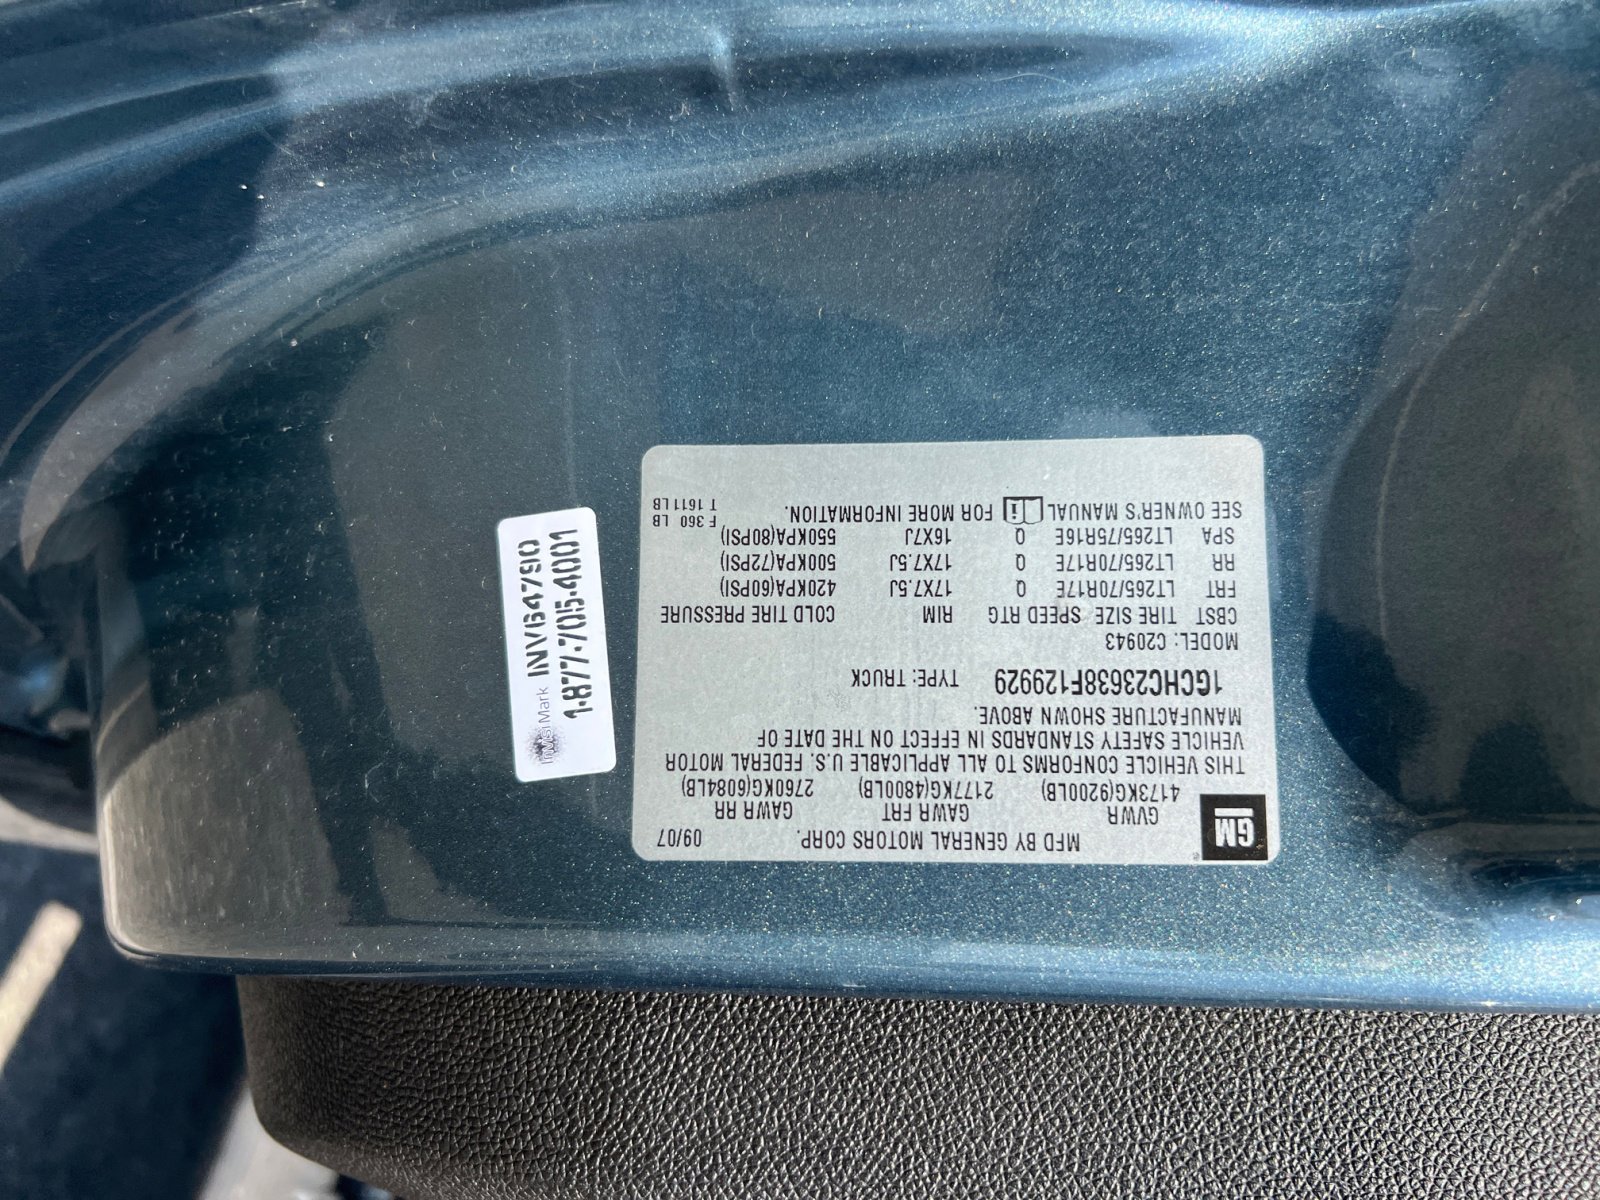 GM
MFD BY GENERAL MOTORS CORP. 09/07
GVWR GAWR FRT GAWR RR
4173KG(9200LB) 2177KG(4800LB) 2760KG(6084LB)
THIS VEHICLE CONFORMS TO ALL APPLICABLE U.S. FEDERAL MOTOR
VEHICLE SAFETY STANDARDS IN EFFECT ON THE DATE OF
MANUFACTURE SHOWN ABOVE.
1GCHC23638F129929 TYPE: TRUCK
MODEL: C20943
CBST TIRE SIZE SPEED RTG RIM COLD TIRE PRESSURE
FRT LT265/70R17E Q 17X7.5J 420KPA(60PSI)
RR LT265/70R17E Q 17X7.5J 500KPA(72PSI)
SPA LT265/75R16E Q 16X7J 550KPA(80PSI)
SEE OWNER'S MANUAL i FOR MORE INFORMATION.
F 360 LB
T 1611LB
InVisiMark INV64790
1-877-705-4001